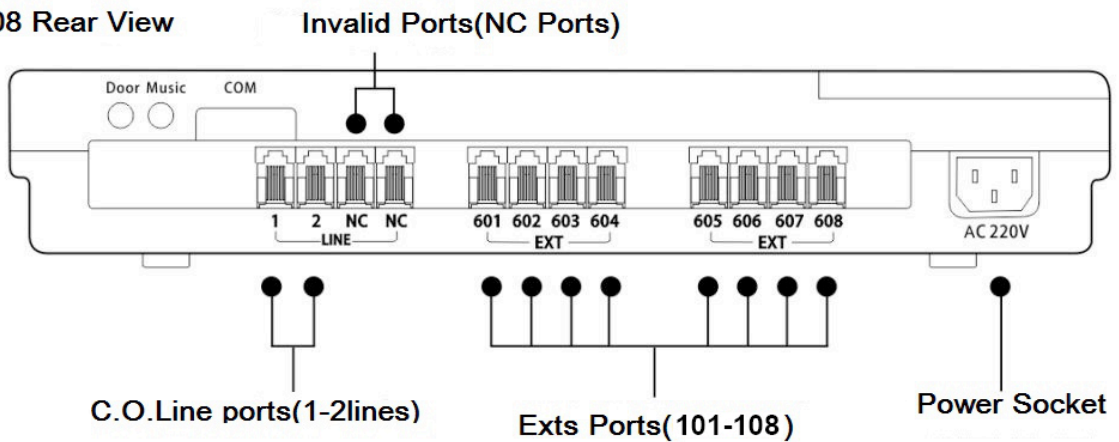 08 Rear View
Invalid Ports(NC Ports)
Door Music COM
1 2 NC NC 601 602 603 604 605 606 607 608
LINE EXT EXT
AC 220V
C.O.Line ports(1-2lines)
Exts Ports(101-108)
Power Socket